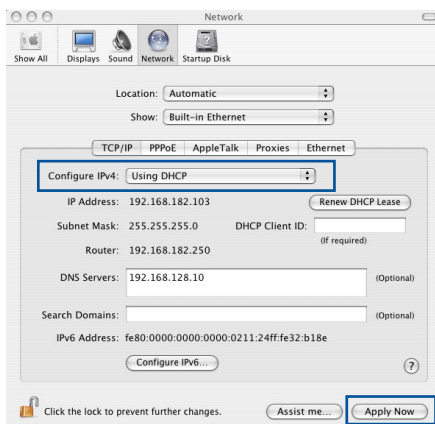 Network
Show All Displays Sound Network Startup Disk
Location: Automatic
Show: Built-in Ethernet
TCP/IP PPPoE AppleTalk Proxies Ethernet
Configure IPv4: Using DHCP
IP Address: 192.168.182.103 Renew DHCP Lease
Subnet Mask: 255.255.255.0 DHCP Client ID:
(If required)
Router: 192.168.182.250
DNS Servers: 192.168.128.10 (Optional)
Search Domains: (Optional)
IPv6 Address: fe80:0000:0000:0000:0211:24ff:fe32:b18e
Configure IPv6... ?
Click the lock to prevent further changes. Assist me... Apply Now